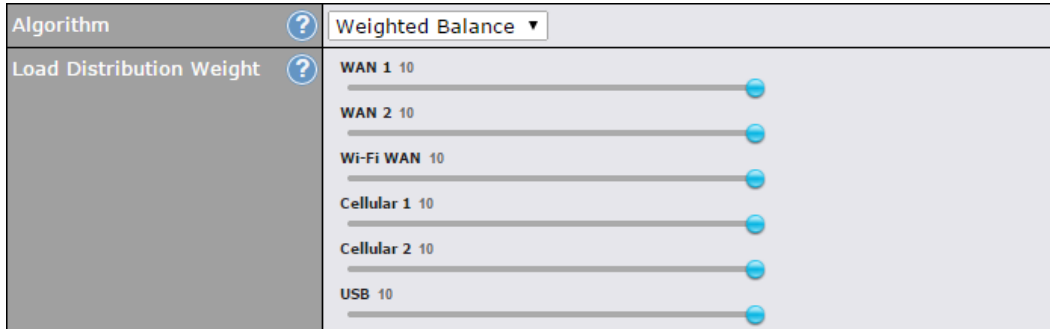 Algorithm ? Weighted Balance ▼
Load Distribution Weight ? WAN 1 10
WAN 2 10
Wi-Fi WAN 10
Cellular 1 10
Cellular 2 10
USB 10